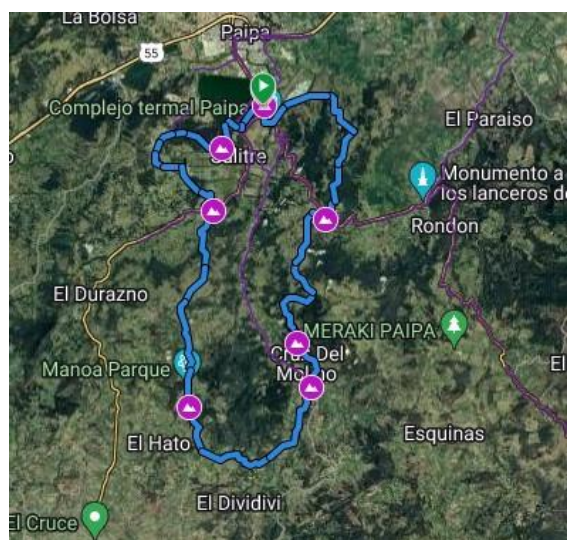 La Bolsa
Paipa
55
Complejo termal Paipa
Salitre
El Paraiso
Monumento a
los lanceros de
Rondon
El Durazno
MERAKI PAIPA
Cruz Del
Molino
Manoa Parque
El
Esquinas
El Hato
El Dividivi
El Cruce